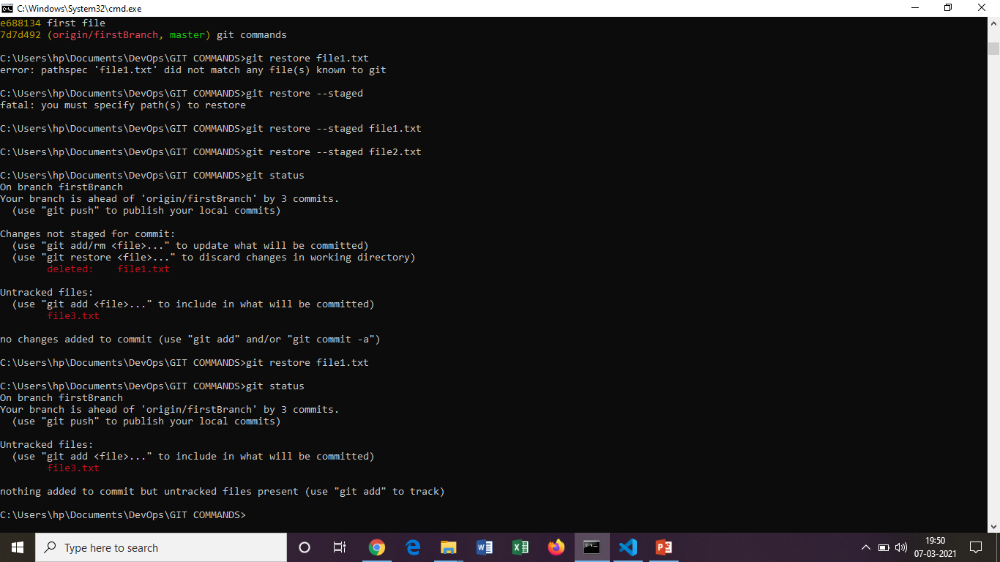 C:\Windows\System32\cmd.exe
e688134 first file
7d7d492 (origin/firstBranch, master) git commands
C:\Users\hp\Documents\DevOps\GIT COMMANDS>git restore file1.txt
error: pathspec 'file1.txt' did not match any file(s) known to git
C:\Users\hp\Documents\DevOps\GIT COMMANDS>git restore --staged
fatal: you must specify path(s) to restore
C:\Users\hp\Documents\DevOps\GIT COMMANDS>git restore --staged file1.txt
C:\Users\hp\Documents\DevOps\GIT COMMANDS>git restore --staged file2.txt
C:\Users\hp\Documents\DevOps\GIT COMMANDS>git status
On branch firstBranch
Your branch is ahead of 'origin/firstBranch' by 3 commits.
  (use "git push" to publish your local commits)
Changes not staged for commit:
  (use "git add/rm <file>..." to update what will be committed)
  (use "git restore <file>..." to discard changes in working directory)
        deleted:    file1.txt
Untracked files:
  (use "git add <file>..." to include in what will be committed)
        file3.txt
no changes added to commit (use "git add" and/or "git commit -a")
C:\Users\hp\Documents\DevOps\GIT COMMANDS>git restore file1.txt
C:\Users\hp\Documents\DevOps\GIT COMMANDS>git status
On branch firstBranch
Your branch is ahead of 'origin/firstBranch' by 3 commits.
  (use "git push" to publish your local commits)
Untracked files:
  (use "git add <file>..." to include in what will be committed)
        file3.txt
nothing added to commit but untracked files present (use "git add" to track)
C:\Users\hp\Documents\DevOps\GIT COMMANDS>
Type here to search
19:50
07-03-2021